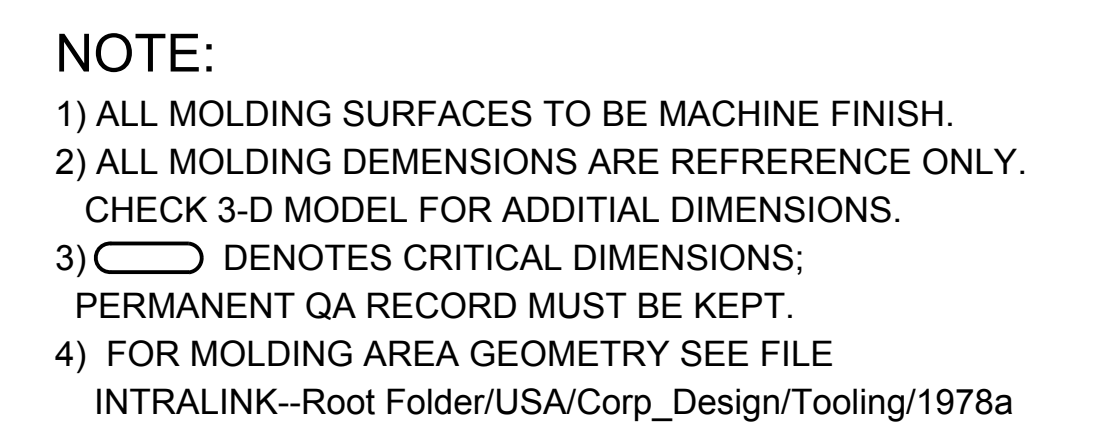 NOTE:
1) ALL MOLDING SURFACES TO BE MACHINE FINISH.
2) ALL MOLDING DEMENSIONS ARE REFRERENCE ONLY.
CHECK 3-D MODEL FOR ADDITIAL DIMENSIONS.
3) DENOTES CRITICAL DIMENSIONS;
PERMANENT QA RECORD MUST BE KEPT.
4) FOR MOLDING AREA GEOMETRY SEE FILE
INTRALINK--Root Folder/USA/Corp_Design/Tooling/1978a